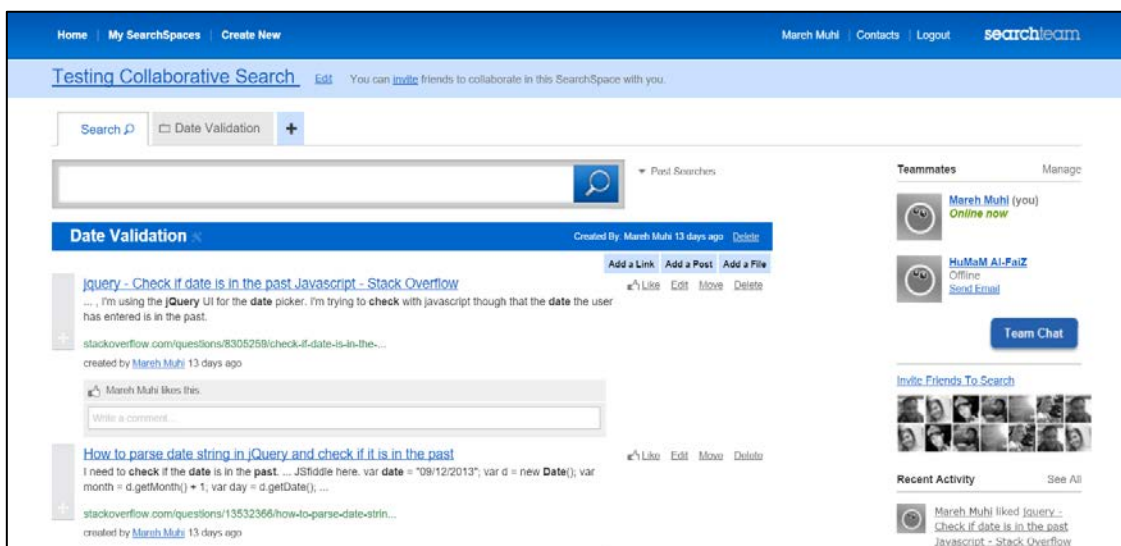 Home | My SearchSpaces | Create New
Mareh Muhl | Contacts | Logout searchteam
Testing Collaborative Search Edit You can invite friends to collaborate in this SearchSpace with you.
Search Date Validation +
Past Searches
Date Validation
Created By: Mareh Muhl 13 days ago Delete
Add a Link Add a Post Add a File
jquery - Check if date is in the past Javascript - Stack Overflow
Like Edit Move Delete
... , I'm using the jQuery UI for the date picker. I'm trying to check with javascript though that the date the user
has entered is in the past.
stackoverflow.com/questions/8305259/check-if-date-is-in-the-...
created by Mareh Muhl 13 days ago
Mareh Muhl likes this.
Write a comment...
How to parse date string in jQuery and check if it is in the past
Like Edit Move Delete
I need to check if the date is in the past. ... JSfiddle here. var date = "09/12/2013"; var d = new Date(); var
month = d.getMonth() + 1; var day = d.getDate(); ...
stackoverflow.com/questions/13532366/how-to-parse-date-strin...
created by Mareh Muhl 13 days ago
Teammates Manage
Mareh Muhl (you)
Online now
HuMaM Al-FaiZ
Offline
Send Email
Team Chat
Invite Friends To Search
Recent Activity See All
Mareh Muhl liked jquery -
Check if date is in the past
Javascript - Stack Overflow